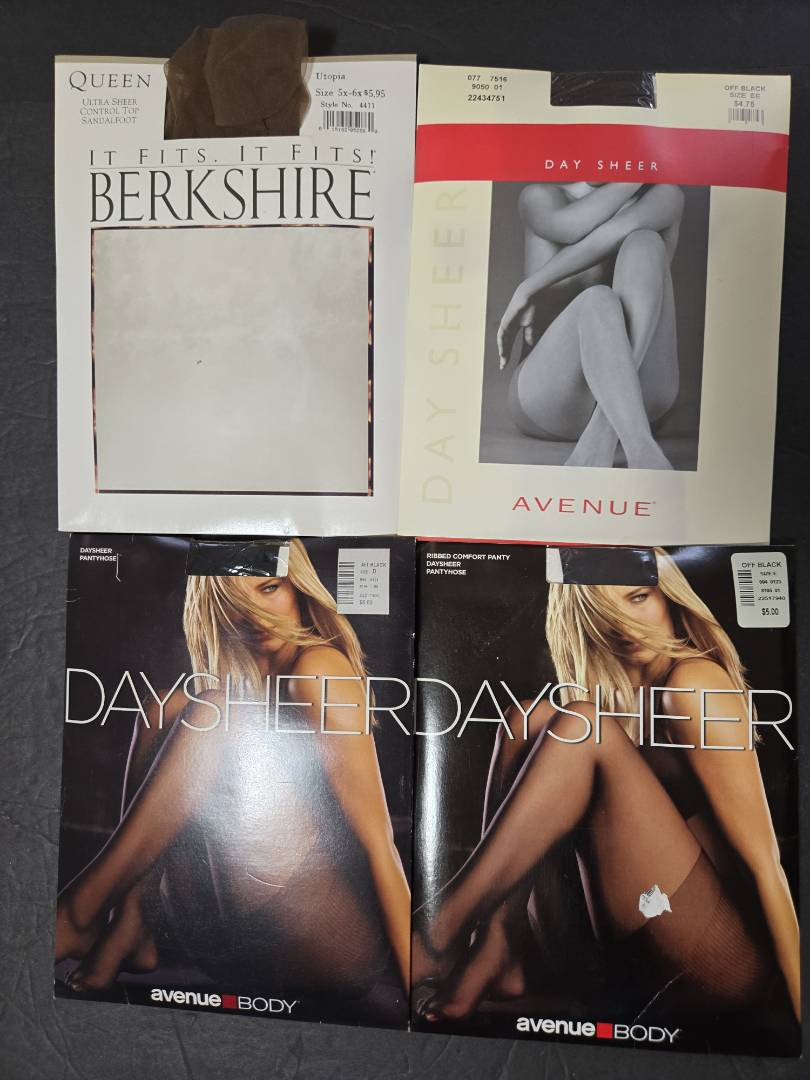 QUEEN
ULTRA SHEER
CONTROL TOP
SANDALFOOT
Utopia
Size 5x-6x $5.95
Style No. 4411
IT FITS. IT FITS!
BERKSHIRE
077 7516
9050 01
22434751
OFF BLACK
SIZE EE
$4.75
DAY SHEER
DAY SHEER
AVENUE
DAYSHEER
PANTYHOSE
DAYSHEER
avenue BODY
RIBBED COMFORT PANTY
DAYSHEER
PANTYHOSE
OFF BLACK
SIZE E
22517940
$5.00
DAYSHEER
avenue BODY